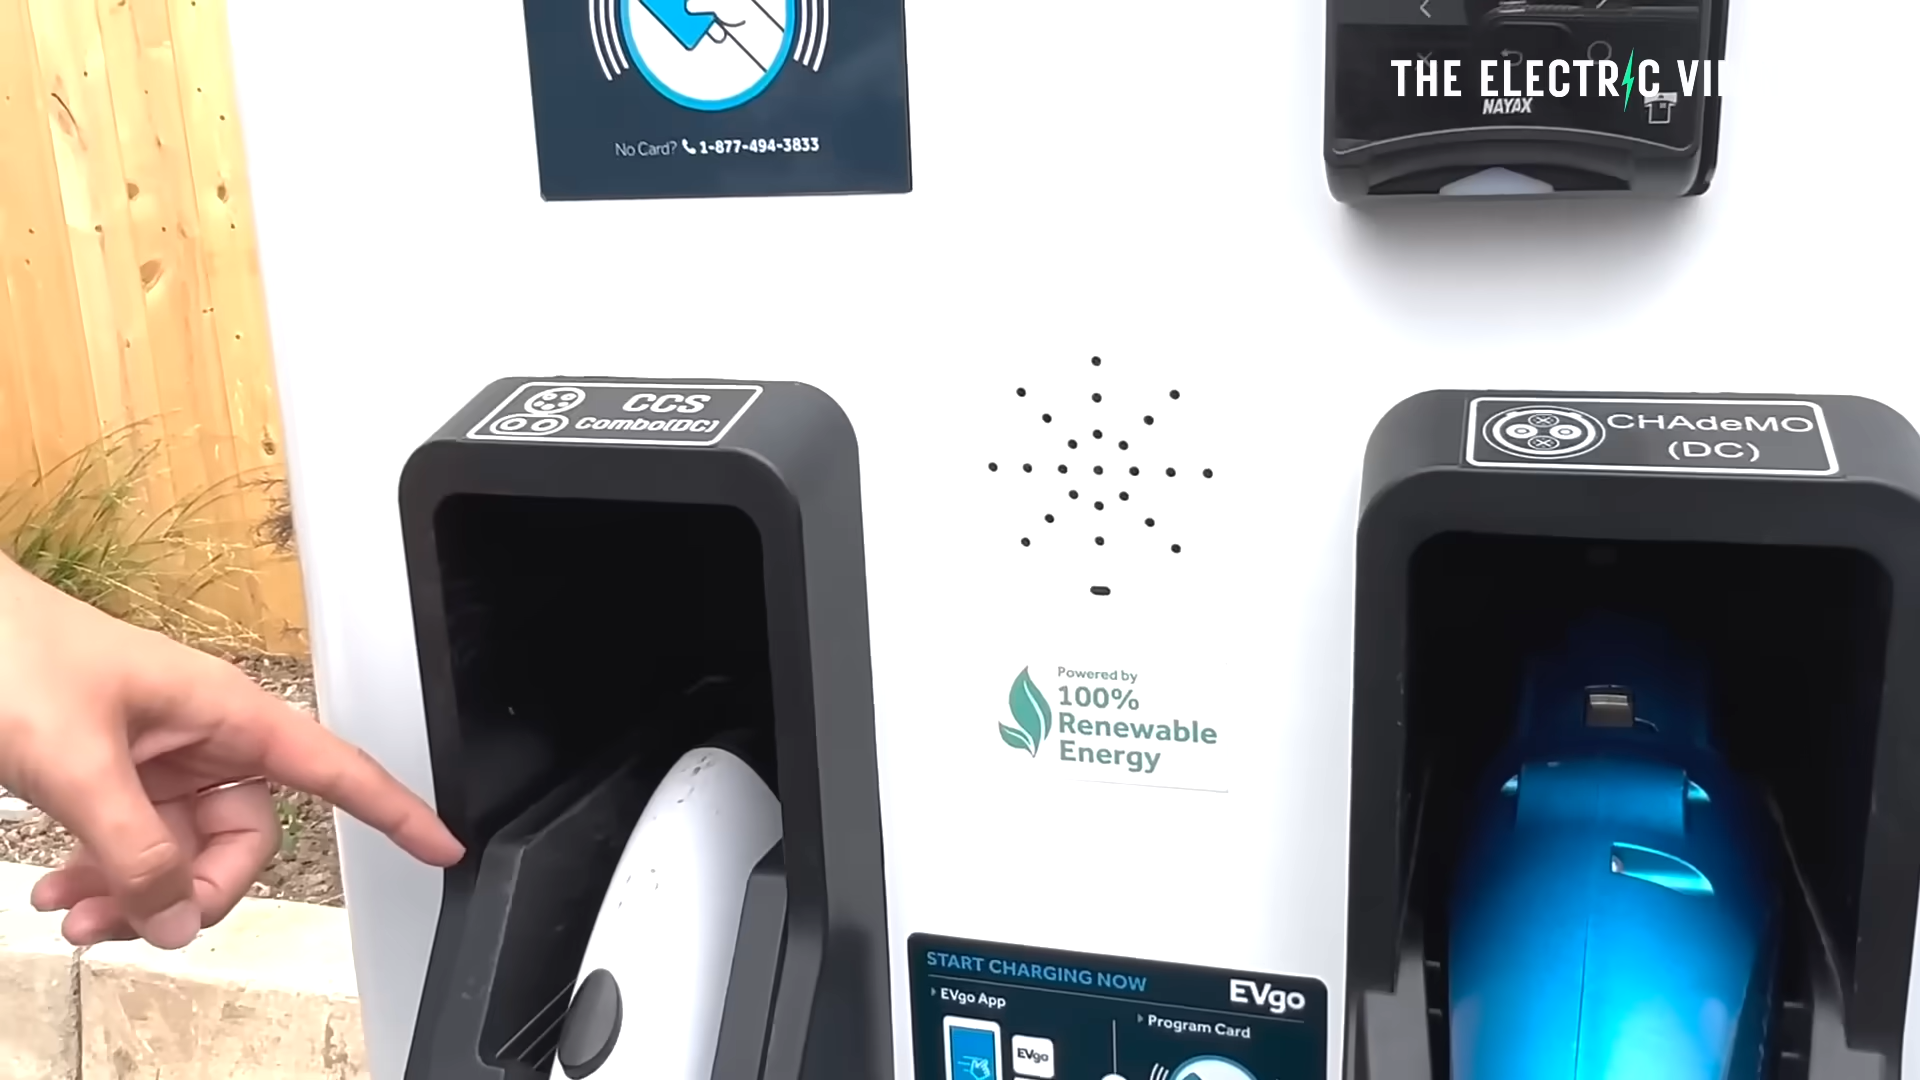 THE ELECTRIC
NAYAX
No Card? 1-877-494-3833
CCS
Combo(DC)
CHAdeMO
(DC)
Powered by
100%
Renewable
Energy
START CHARGING NOW
EVgo
EVgo App
Program Card
EVgo